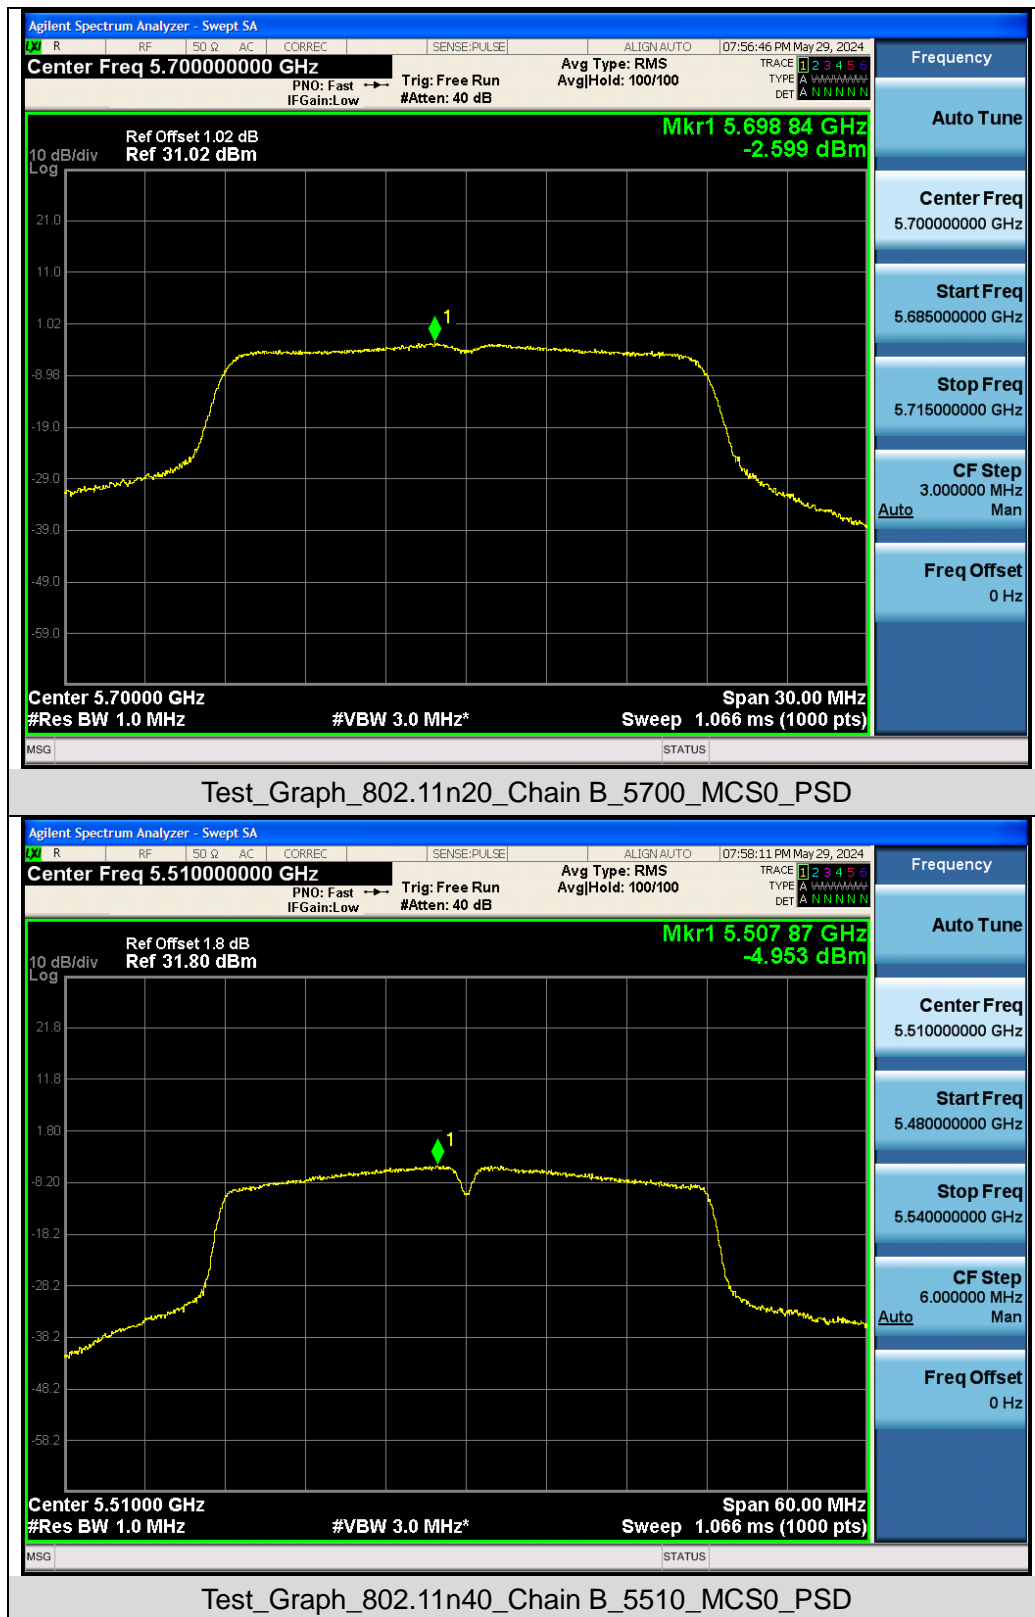 Agilent Spectrum Analyzer - Swept SA
LXI R RF 50 Ω AC CORREC SENSE:PULSE ALIGN AUTO 07:56:46 PM May 29, 2024
Center Freq 5.700000000 GHz
PNO: Fast
IFGain:Low
Trig: Free Run
#Atten: 40 dB
Avg Type: RMS
Avg|Hold: 100/100
TRACE 1 2 3 4 5 6
TYPE A WWWWW
DET A N N N N N
Frequency
Auto Tune
Center Freq
5.700000000 GHz
Start Freq
5.685000000 GHz
Stop Freq
5.715000000 GHz
CF Step
3.000000 MHz
Auto Man
Freq Offset
0 Hz
Mkr1 5.698 84 GHz
-2.599 dBm
Ref Offset 1.02 dB
10 dB/div Ref 31.02 dBm
Log
21.0
11.0
1.02
-8.98
-19.0
-29.0
-39.0
-49.0
-59.0
1
Center 5.70000 GHz Span 30.00 MHz
#Res BW 1.0 MHz #VBW 3.0 MHz* Sweep 1.066 ms (1000 pts)
MSG STATUS
Test_Graph_802.11n20_Chain B_5700_MCS0_PSD
Agilent Spectrum Analyzer - Swept SA
LXI R RF 50 Ω AC CORREC SENSE:PULSE ALIGN AUTO 07:58:11 PM May 29, 2024
Center Freq 5.510000000 GHz
PNO: Fast
IFGain:Low
Trig: Free Run
#Atten: 40 dB
Avg Type: RMS
Avg|Hold: 100/100
TRACE 1 2 3 4 5 6
TYPE A WWWWW
DET A N N N N N
Frequency
Auto Tune
Center Freq
5.510000000 GHz
Start Freq
5.480000000 GHz
Stop Freq
5.540000000 GHz
CF Step
6.000000 MHz
Auto Man
Freq Offset
0 Hz
Mkr1 5.507 87 GHz
-4.953 dBm
Ref Offset 1.8 dB
10 dB/div Ref 31.80 dBm
Log
21.8
11.8
1.80
-8.20
-18.2
-28.2
-38.2
-48.2
-58.2
1
Center 5.51000 GHz Span 60.00 MHz
#Res BW 1.0 MHz #VBW 3.0 MHz* Sweep 1.066 ms (1000 pts)
MSG STATUS
Test_Graph_802.11n40_Chain B_5510_MCS0_PSD